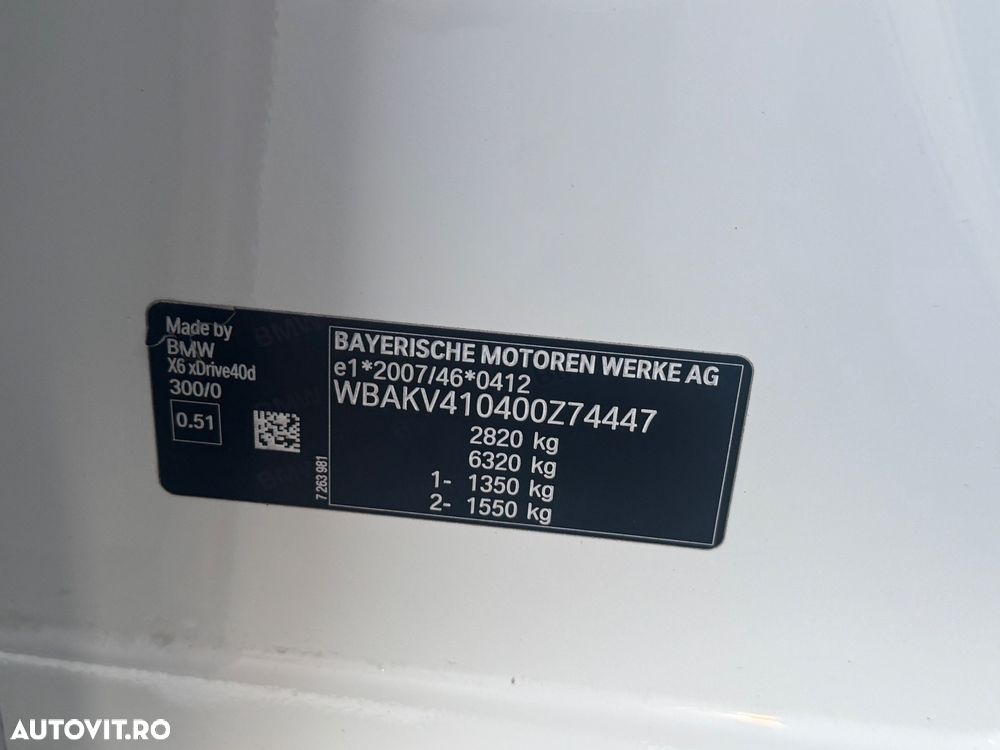 Made by
BMW
X6 xDrive40d
300/0
0.51
7 263 981
BAYERISCHE MOTOREN WERKE AG
e1*2007/46*0412
WBAKV410400Z74447
2820 kg
6320 kg
1- 1350 kg
2- 1550 kg
AUTOVIT.RO